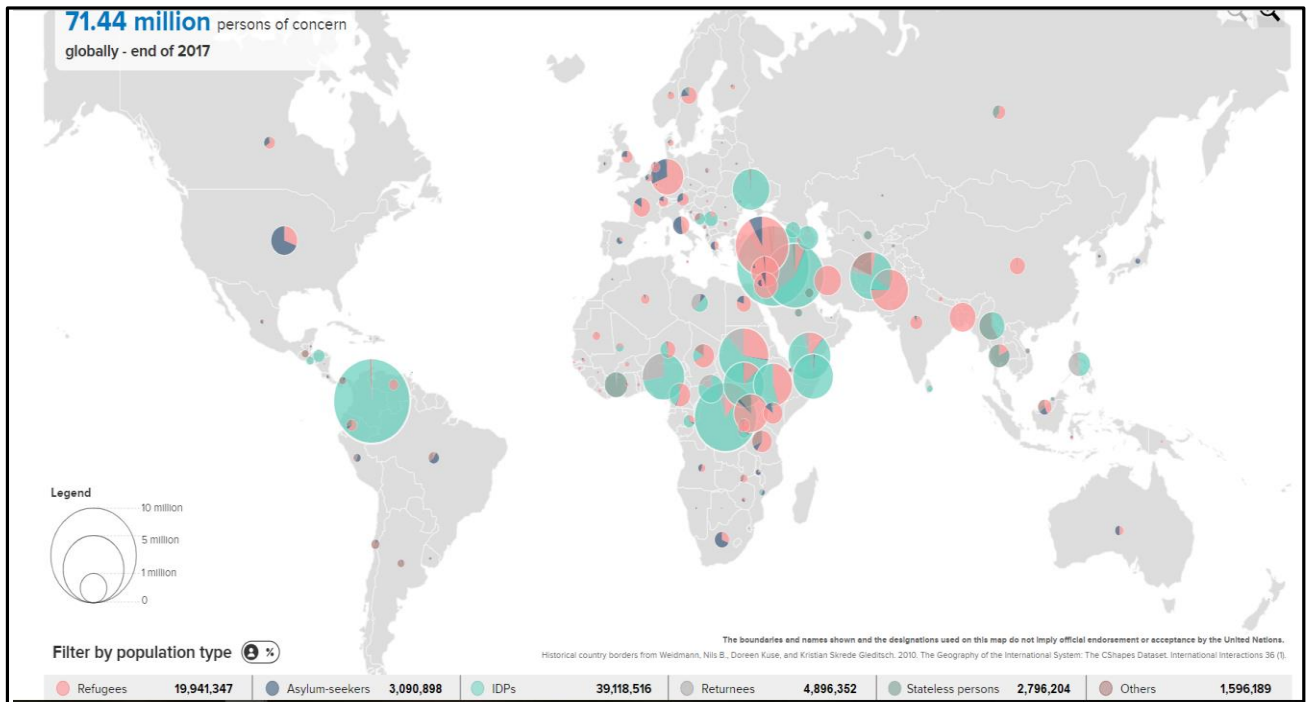 71.44 million persons of concern
globally - end of 2017
Legend
10 million
5 million
1 million
0
The boundaries and names shown and the designations used on this map do not imply official endorsement or acceptance by the United Nations.
Filter by population type %
Historical country borders from Weidmann, Nils B., Doreen Kuse, and Kristian Skrede Gleditsch. 2010. The Geography of the International System: The CShapes Dataset. International Interactions 36 (1).
Refugees 19,941,347 Asylum-seekers 3,090,898 IDPs 39,118,516 Returnees 4,896,352 Stateless persons 2,796,204 Others 1,596,189